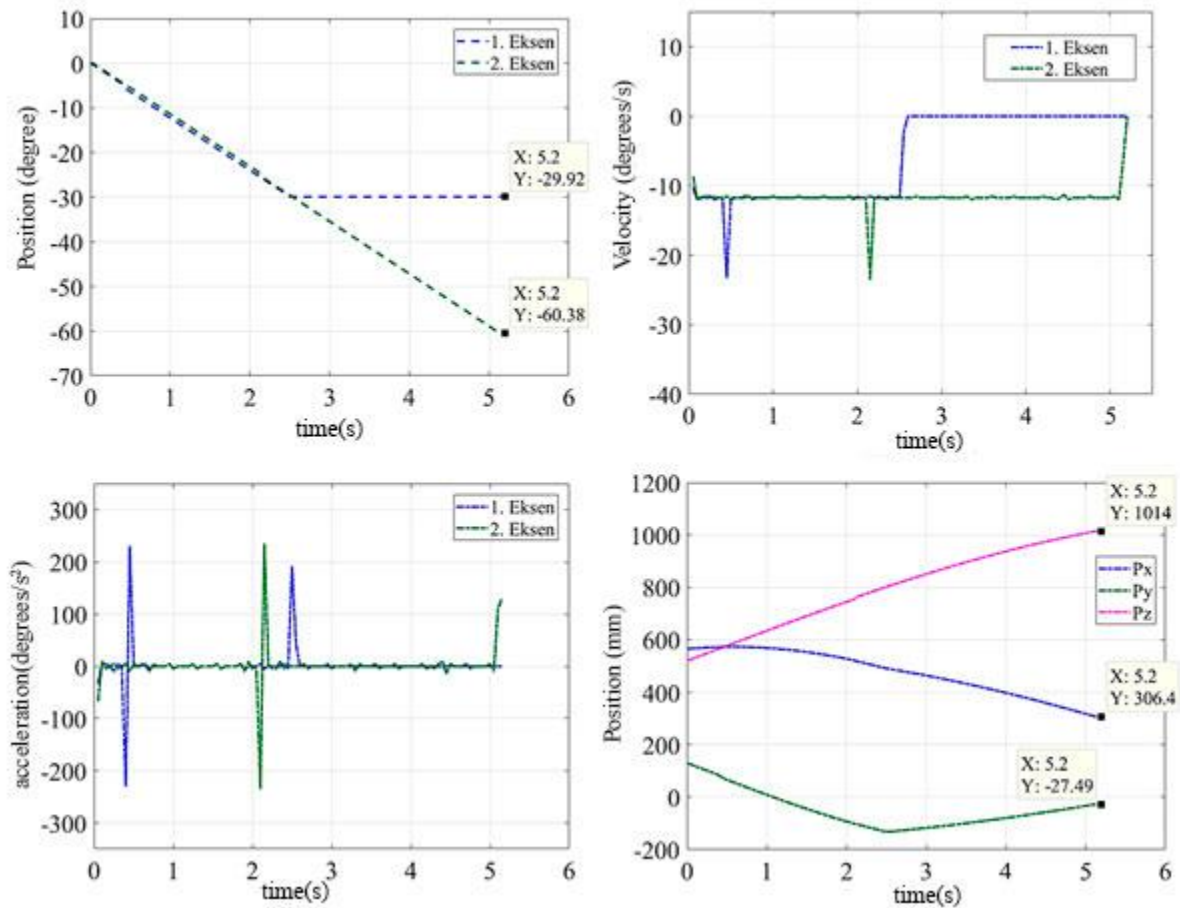 10
0
-10
-20
-30
-40
-50
-60
-70
Position (degree)
1. Eksen
2. Eksen
X: 5.2
Y: -29.92
X: 5.2
Y: -60.38
0 1 2 3 4 5 6
time(s)
10
0
-10
-20
-30
-40
Velocity (degrees/s)
1. Eksen
2. Eksen
0 1 2 3 4 5
time(s)
300
200
100
0
-100
-200
-300
acceleration(degrees/s²)
1. Eksen
2. Eksen
0 1 2 3 4 5 6
time(s)
1200
1000
800
600
400
200
0
-200
Position (mm)
X: 5.2
Y: 1014
Px
Py
Pz
X: 5.2
Y: 306.4
X: 5.2
Y: -27.49
0 1 2 3 4 5 6
time(s)